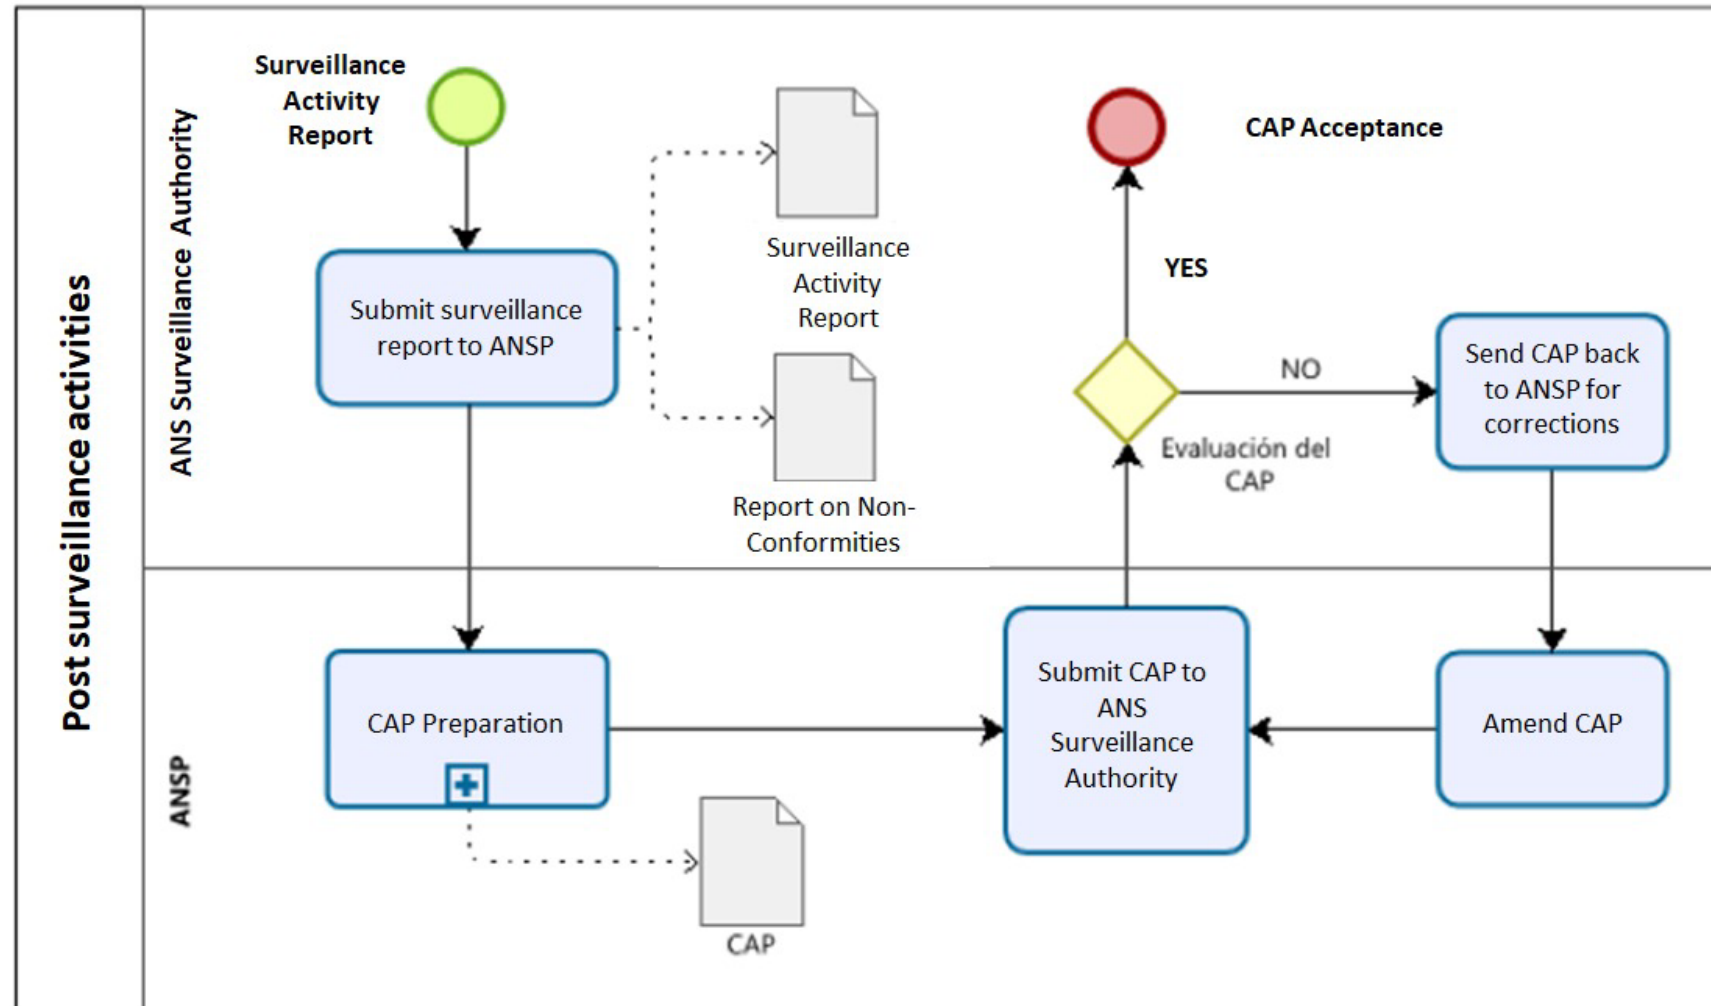 Post surveillance activities
ANS Surveillance Authority
Surveillance
Activity
Report
Submit surveillance
report to ANSP
Surveillance
Activity
Report
Report on Non-
Conformities
CAP Acceptance
YES
NO
Evaluación del
CAP
Send CAP back
to ANSP for
corrections
ANSP
CAP Preparation
CAP
Submit CAP to
ANS
Surveillance
Authority
Amend CAP